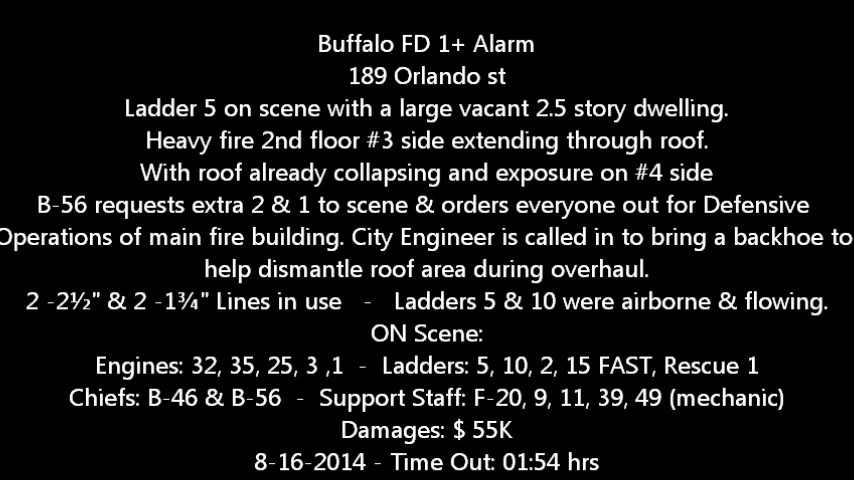 Buffalo FD 1+ Alarm
189 Orlando st
Ladder 5 on scene with a large vacant 2.5 story dwelling.
Heavy fire 2nd floor #3 side extending through roof.
With roof already collapsing and exposure on #4 side
B-56 requests extra 2 & 1 to scene & orders everyone out for Defensive
Operations of main fire building. City Engineer is called in to bring a backhoe to
help dismantle roof area during overhaul.
2 -2½" & 2 -1¾" Lines in use - Ladders 5 & 10 were airborne & flowing.
ON Scene:
Engines: 32, 35, 25, 3 ,1 - Ladders: 5, 10, 2, 15 FAST, Rescue 1
Chiefs: B-46 & B-56 - Support Staff: F-20, 9, 11, 39, 49 (mechanic)
Damages: $ 55K
8-16-2014 - Time Out: 01:54 hrs